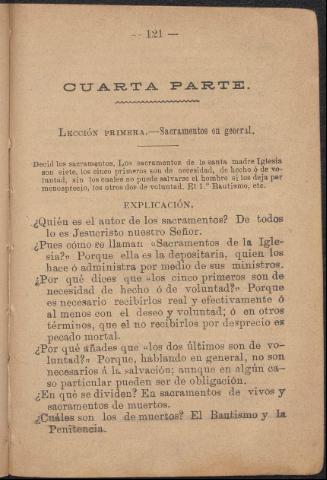 — 121 —
CUARTA PARTE.
LECCIÓN PRIMERA.—Sacramentos en general.
Decid los sacramentos. Los sacramentos de la santa madre Iglesia
son siete, los cinco primeros son de necesidad, de hecho ó de vo-
luntad, sin los cuales no puede salvarse el hombre si los deja por
menosprecio, los otros dos de voluntad. El 1.º Bautismo, etc.
EXPLICACIÓN.
¿Quién es el autor de los sacramentos? De todos
lo es Jesucristo nuestro Señor.
¿Pues cómo se llaman «Sacramentos de la Igle-
sia?» Porque ella es la depositaria, quien los
hace ó administra por medio de sus ministros.
¿Por qué dices que «los cinco primeros son de
necesidad de hecho ó de voluntad?» Porque
es necesario recibirlos real y efectivamente ó
al menos con el deseo y voluntad; ó en otros
términos, que el no recibirlos por desprecio es
pecado mortal.
¿Por qué añades que «los dos últimos son de vo-
luntad?» Porque, hablando en general, no son
necesarios á la salvación; aunque en algún ca-
so particular pueden ser de obligación.
¿En qué se dividen? En sacramentos de vivos y
sacramentos de muertos.
¿Cuáles son los de muertos? El Bautismo y la
Penitencia.